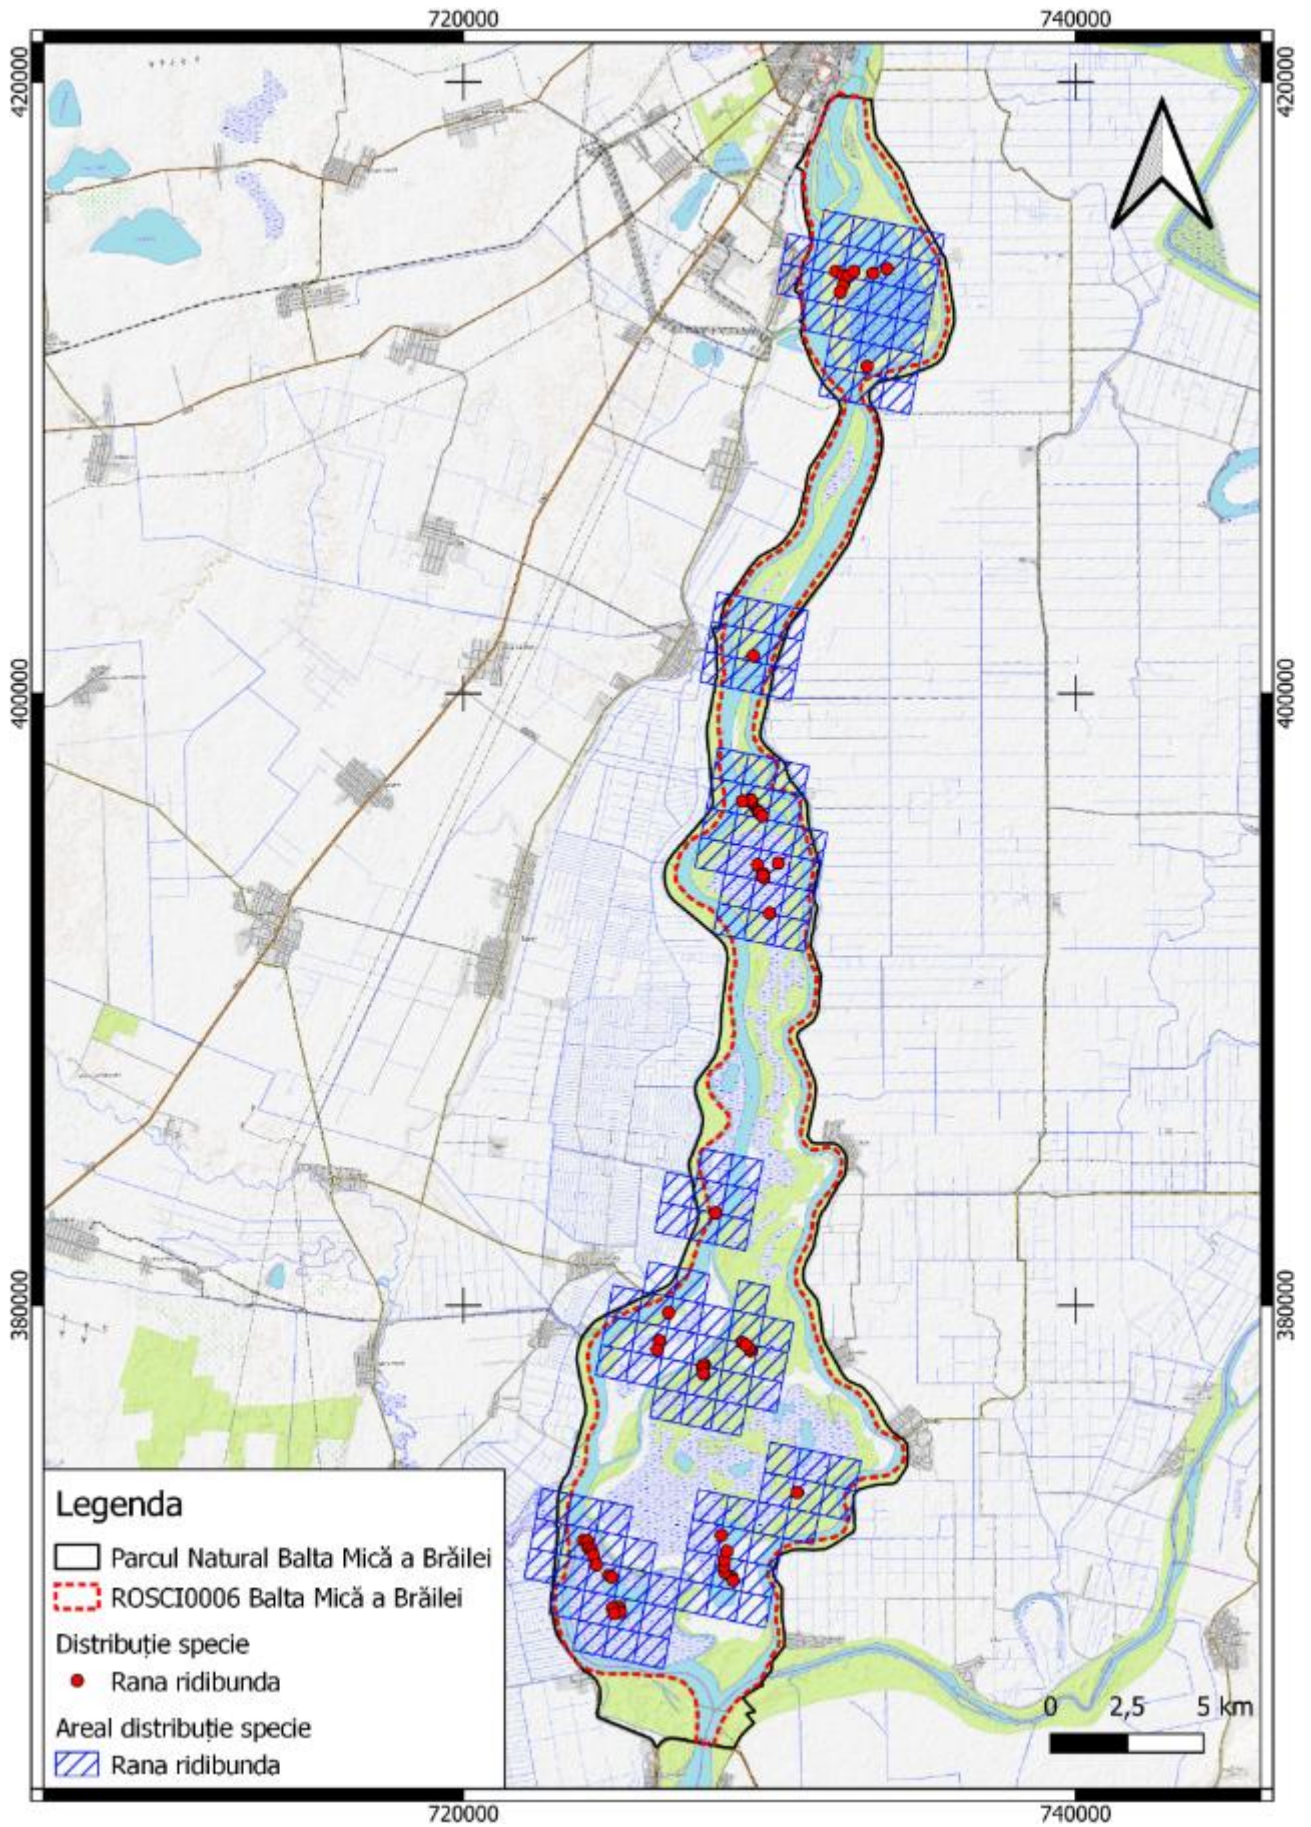 720000
740000
420000
420000
400000
400000
380000
380000
Legenda
Parcul Natural Balta Mică a Brăilei
ROSCI0006 Balta Mică a Brăilei
Distribuție specie
Rana ridibunda
Areal distribuție specie
Rana ridibunda
0 2,5 5 km
720000
740000